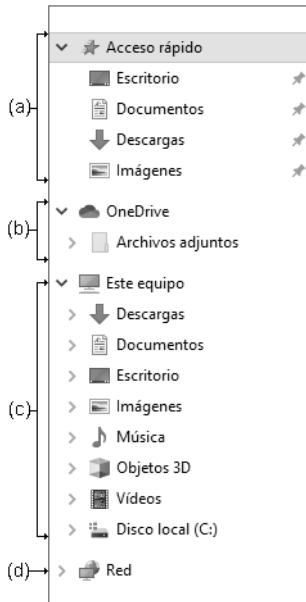 Acceso rápido
Escritorio
(a) Documentos
Descargas
Imágenes
(b) OneDrive
Archivos adjuntos
Este equipo
Descargas
Documentos
Escritorio
(c) Imágenes
Música
Objetos 3D
Vídeos
Disco local (C:)
(d) Red